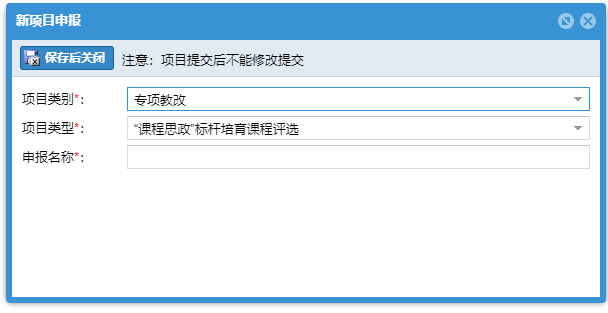 新项目申报
保存后关闭 注意：项目提交后不能修改提交
项目类别*： 专项教改
项目类型*： “课程思政”标杆培育课程评选
申报名称*：